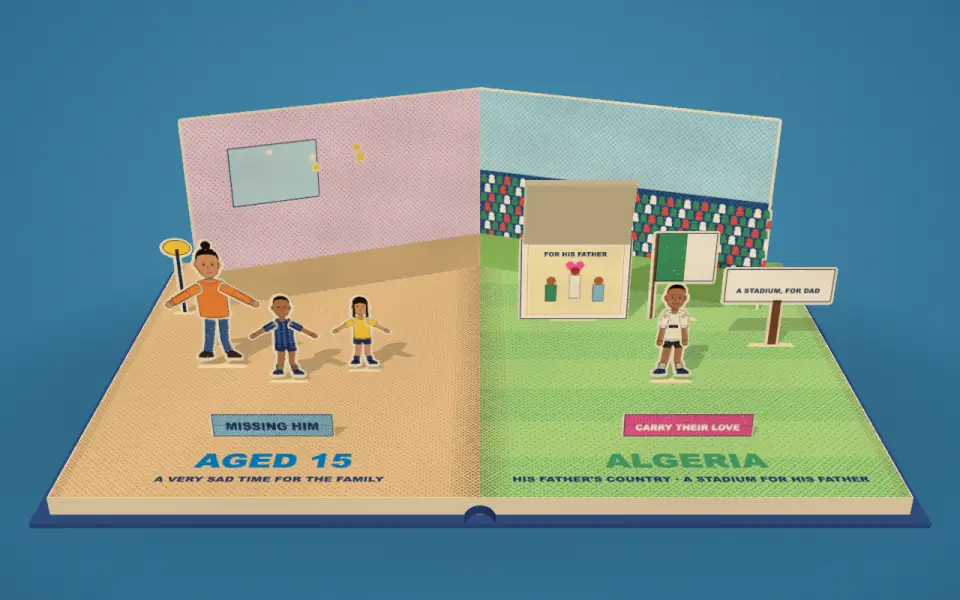 MISSING HIM
AGED 15
A VERY SAD TIME FOR THE FAMILY
FOR HIS FATHER
A STADIUM, FOR DAD
CARRY THEIR LOVE
ALGERIA
HIS FATHER'S COUNTRY · A STADIUM FOR HIS FATHER